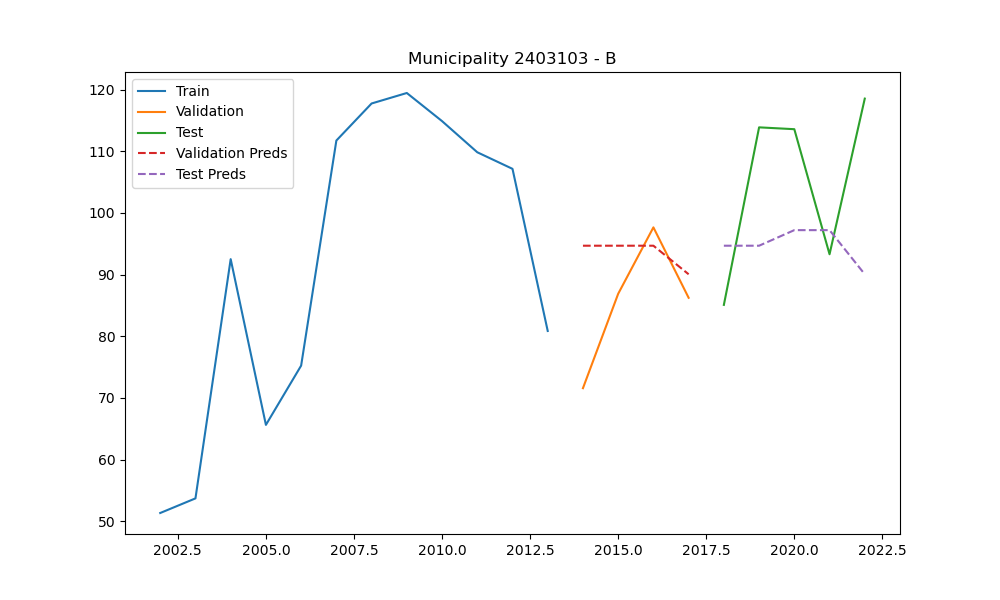 Municipality 2403103 - B
Train
Validation
Test
Validation Preds
Test Preds
120
110
100
90
80
70
60
50
2002.5 2005.0 2007.5 2010.0 2012.5 2015.0 2017.5 2020.0 2022.5